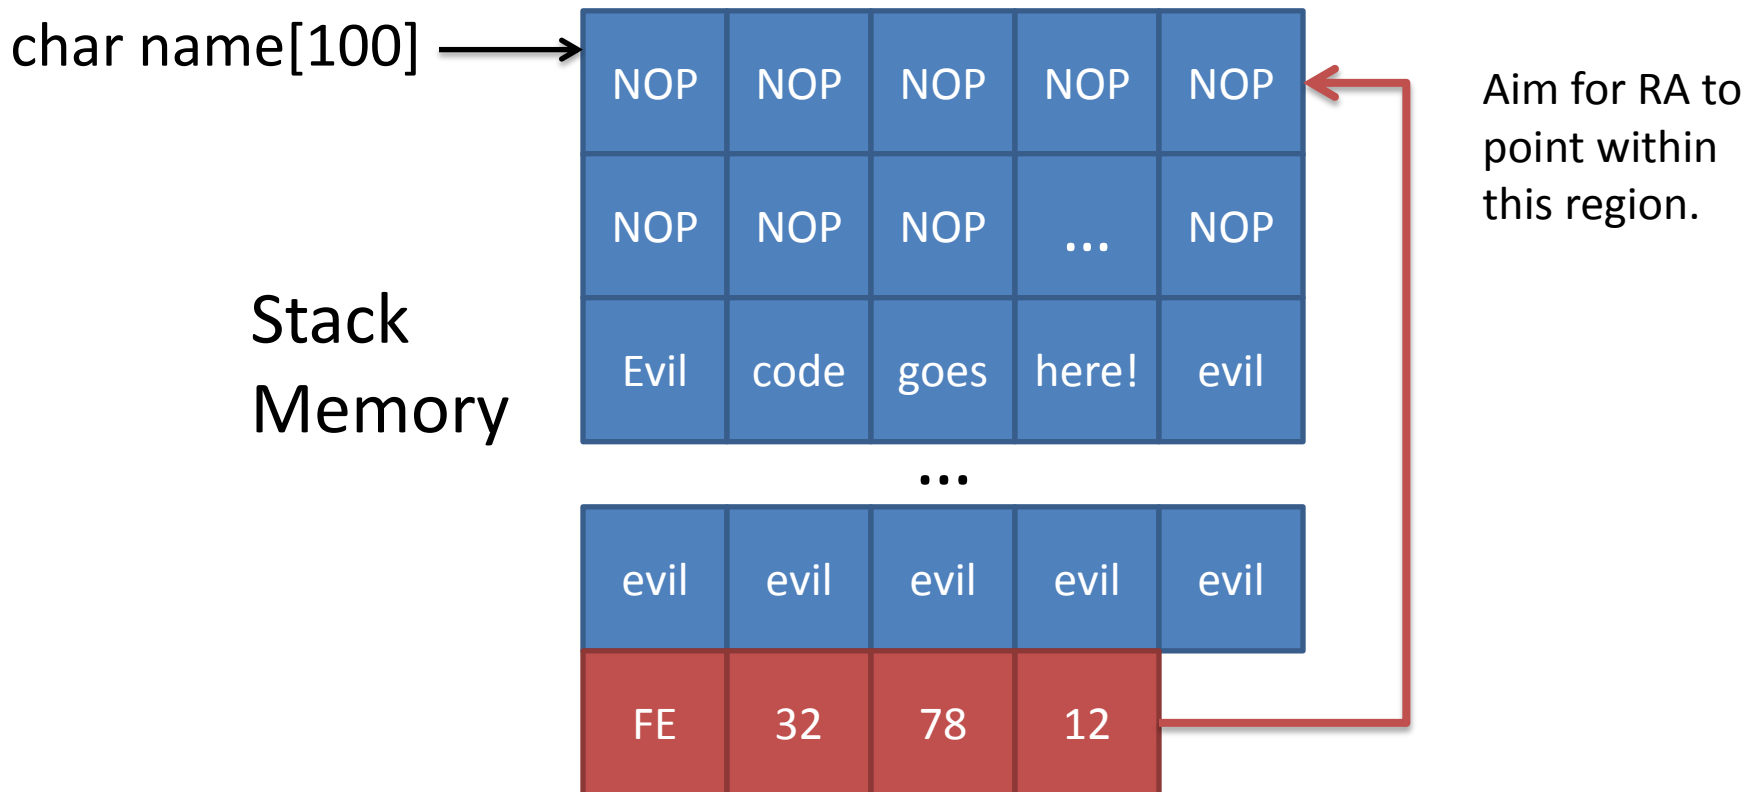 char name[100]
NOP NOP NOP NOP NOP
Aim for RA to
point within
this region.
NOP NOP NOP ... NOP
Stack
Memory
Evil code goes here! evil
...
evil evil evil evil evil
FE 32 78 12